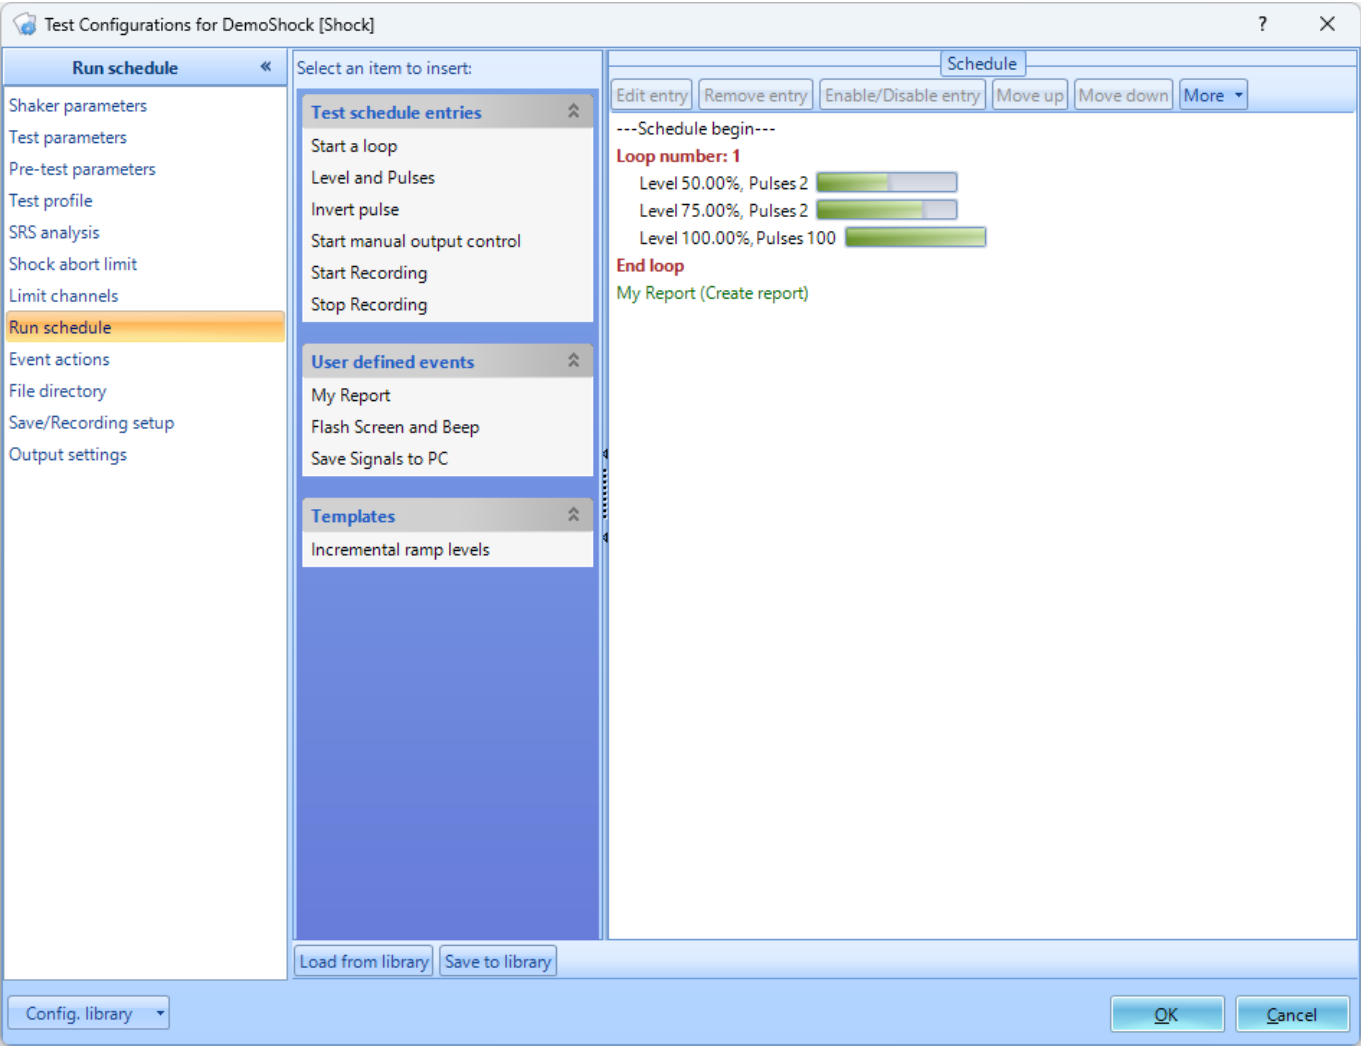 Test Configurations for DemoShock [Shock]
?
Run schedule «
Shaker parameters
Test parameters
Pre-test parameters
Test profile
SRS analysis
Shock abort limit
Limit channels
Run schedule
Event actions
File directory
Save/Recording setup
Output settings
Select an item to insert:
Test schedule entries
Start a loop
Level and Pulses
Invert pulse
Start manual output control
Start Recording
Stop Recording
User defined events
My Report
Flash Screen and Beep
Save Signals to PC
Templates
Incremental ramp levels
Schedule
Edit entry Remove entry Enable/Disable entry Move up Move down More
---Schedule begin---
Loop number: 1
Level 50.00%, Pulses 2
Level 75.00%, Pulses 2
Level 100.00%, Pulses 100
End loop
My Report (Create report)
Load from library Save to library
Config. library
OK Cancel